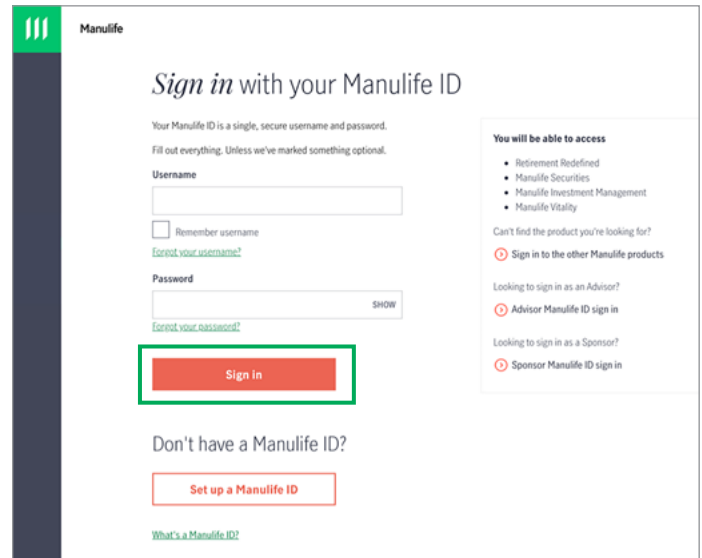 Manulife
Sign in with your Manulife ID
Your Manulife ID is a single, secure username and password.
Fill out everything. Unless we've marked something optional.
Username
Remember username
Forgot your username?
Password
SHOW
Forgot your password?
Sign in
Don't have a Manulife ID?
Set up a Manulife ID
What's a Manulife ID?
You will be able to access
• Retirement Redefined
• Manulife Securities
• Manulife Investment Management
• Manulife Vitality
Can't find the product you're looking for?
Sign in to the other Manulife products
Looking to sign in as an Advisor?
Advisor Manulife ID sign in
Looking to sign in as a Sponsor?
Sponsor Manulife ID sign in